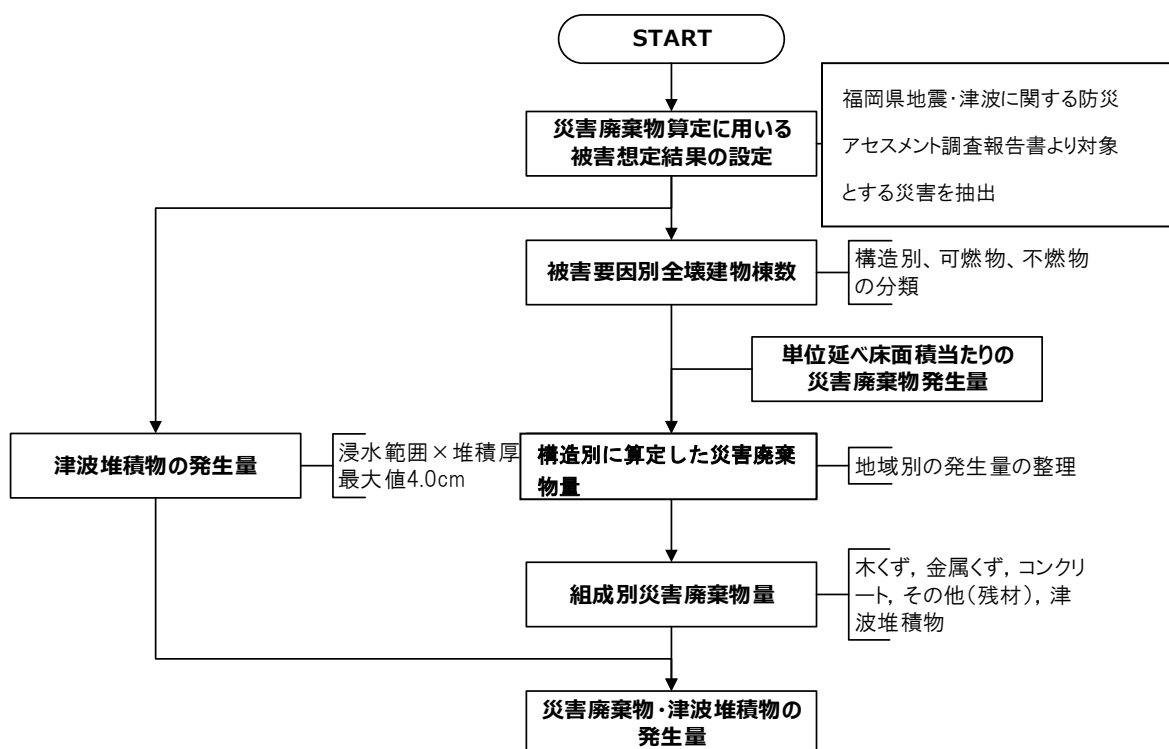 START
災害廃棄物算定に用いる
被害想定結果の設定
福岡県地震・津波に関する防災
アセスメント調査報告書より対象
とする災害を抽出
被害要因別全壊建物棟数
構造別、可燃物、不燃物
の分類
単位延べ床面積当たりの
災害廃棄物発生量
津波堆積物の発生量
浸水範囲×堆積厚
最大値4.0cm
構造別に算定した災害廃棄
物量
地域別の発生量の整理
組成別災害廃棄物量
木くず, 金属くず, コンクリ
ート, その他(残材), 津
波堆積物
災害廃棄物・津波堆積物の
発生量